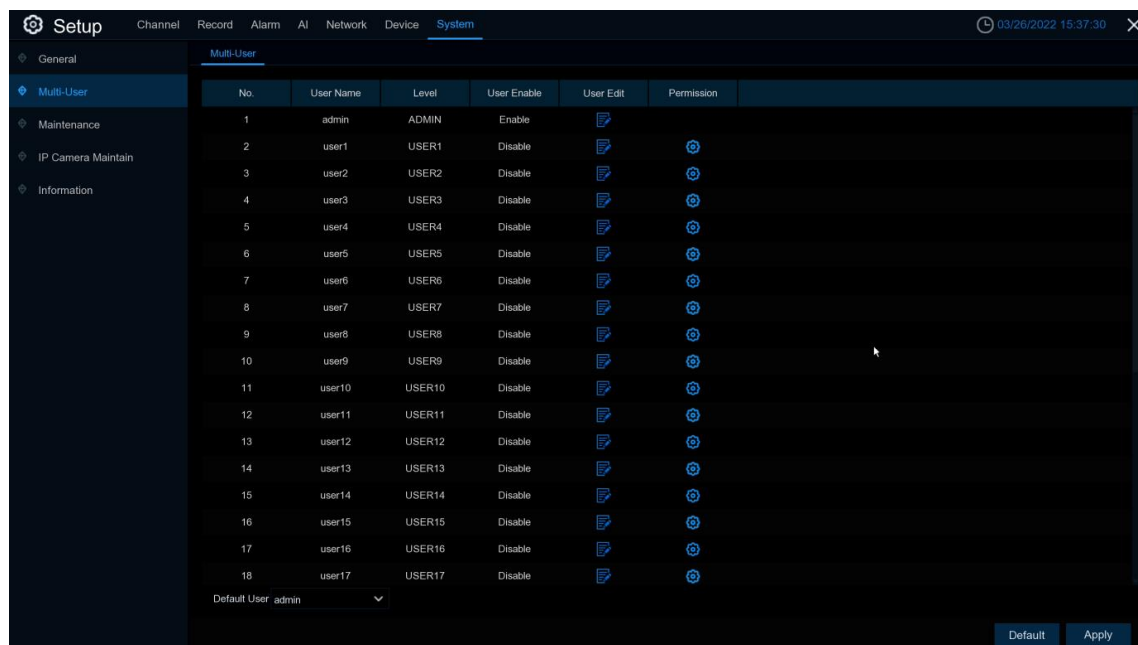 Setup Channel Record Alarm AI Network Device System 03/26/2022 15:37:30
General
Multi-User
Maintenance
IP Camera Maintain
Information
Multi-User
No. User Name Level User Enable User Edit Permission
1 admin ADMIN Enable
2 user1 USER1 Disable
3 user2 USER2 Disable
4 user3 USER3 Disable
5 user4 USER4 Disable
6 user5 USER5 Disable
7 user6 USER6 Disable
8 user7 USER7 Disable
9 user8 USER8 Disable
10 user9 USER9 Disable
11 user10 USER10 Disable
12 user11 USER11 Disable
13 user12 USER12 Disable
14 user13 USER13 Disable
15 user14 USER14 Disable
16 user15 USER15 Disable
17 user16 USER16 Disable
18 user17 USER17 Disable
Default User admin
Default Apply